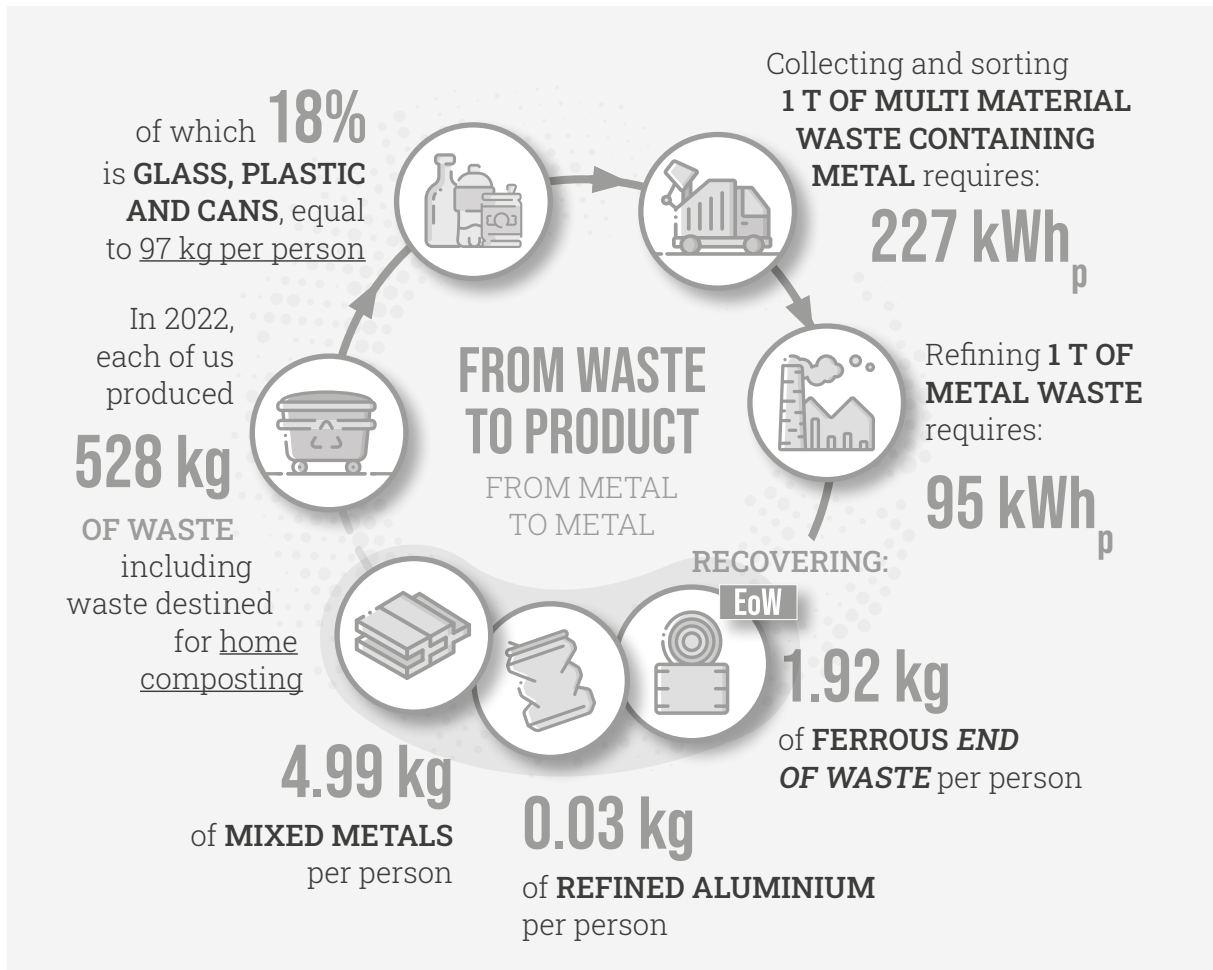 FROM WASTE
TO PRODUCT
FROM METAL
TO METAL
In 2022,
each of us
produced
528 kg
OF WASTE
including
waste destined
for home
composting
of which 18%
is GLASS, PLASTIC
AND CANS, equal
to 97 kg per person
Collecting and sorting
1 T OF MULTI MATERIAL
WASTE CONTAINING
METAL requires:
227 kWhp
Refining 1 T OF
METAL WASTE
requires:
95 kWhp
RECOVERING:
EoW
1.92 kg
of FERROUS END
OF WASTE per person
0.03 kg
of REFINED ALUMINIUM
per person
4.99 kg
of MIXED METALS
per person